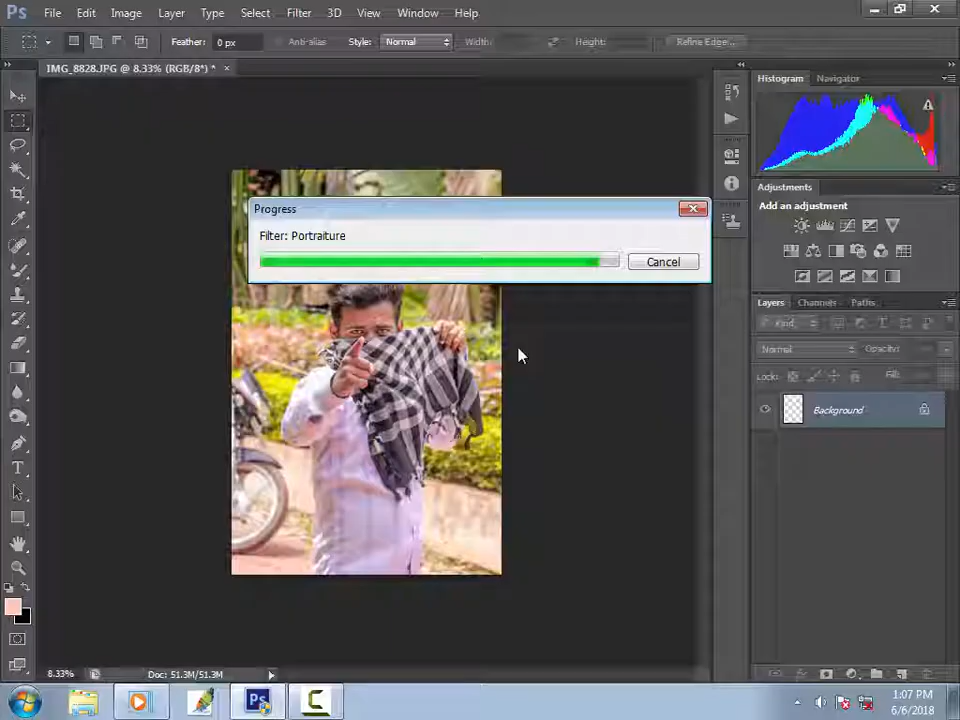 Ps File Edit Image Layer Type Select Filter 3D View Window Help
Feather: 0 px Anti-alias Style: Normal Width: Height: Refine Edge...
IMG_8828.JPG @ 8.33% (RGB/8*) * ×
Histogram Navigator
Progress
Filter: Portraiture
Cancel
Adjustments
Add an adjustment
Layers Channels Paths
Kind
Normal Opacity:
Lock: Fill:
Background
8.33% Doc: 51.3M/51.3M
Ps
1:07 PM
6/6/2018